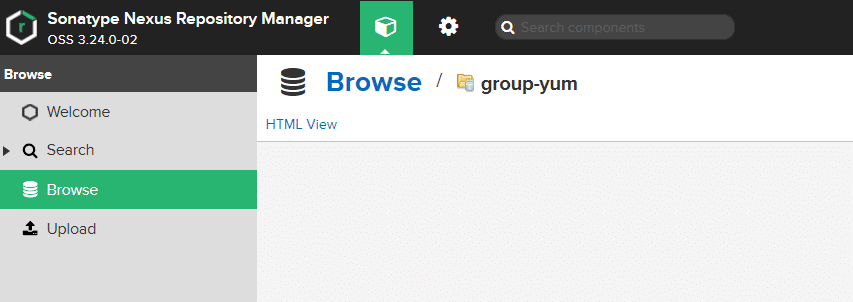 Sonatype Nexus Repository Manager
OSS 3.24.0-02
Search components
Browse
Welcome
Search
Browse
Upload
Browse / group-yum
HTML View